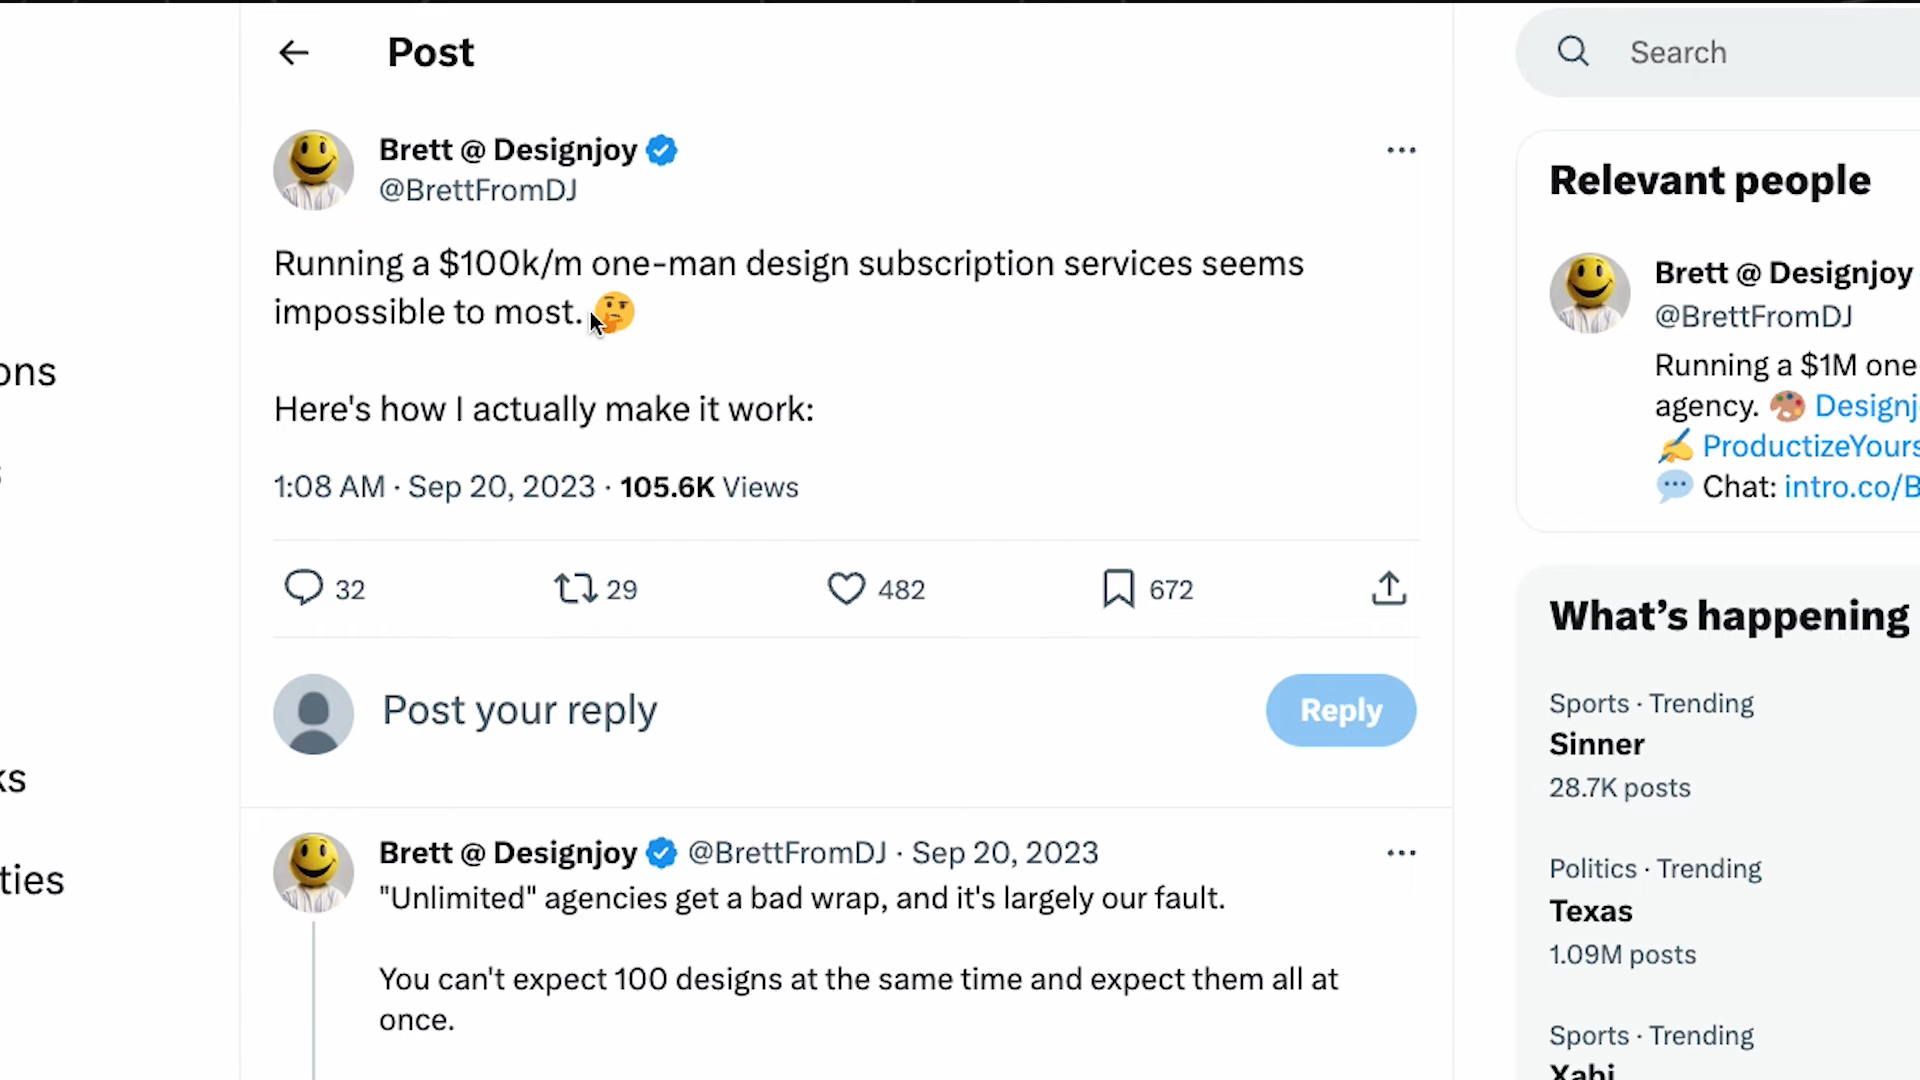 Post
Search
Brett @ Designjoy
@BrettFromDJ
Running a $100k/m one-man design subscription services seems
impossible to most. 🤔
Here's how I actually make it work:
1:08 AM · Sep 20, 2023 · 105.6K Views
32
29
482
672
Post your reply
Reply
Brett @ Designjoy @BrettFromDJ · Sep 20, 2023
"Unlimited" agencies get a bad wrap, and it's largely our fault.
You can't expect 100 designs at the same time and expect them all at
once.
Relevant people
Brett @ Designjoy
@BrettFromDJ
Running a $1M one
agency. 🎨 Designj
✍️ ProductizeYours
💬 Chat: intro.co/B
What’s happening
Sports · Trending
Sinner
28.7K posts
Politics · Trending
Texas
1.09M posts
Sports · Trending
Xabi
ons
ks
ties